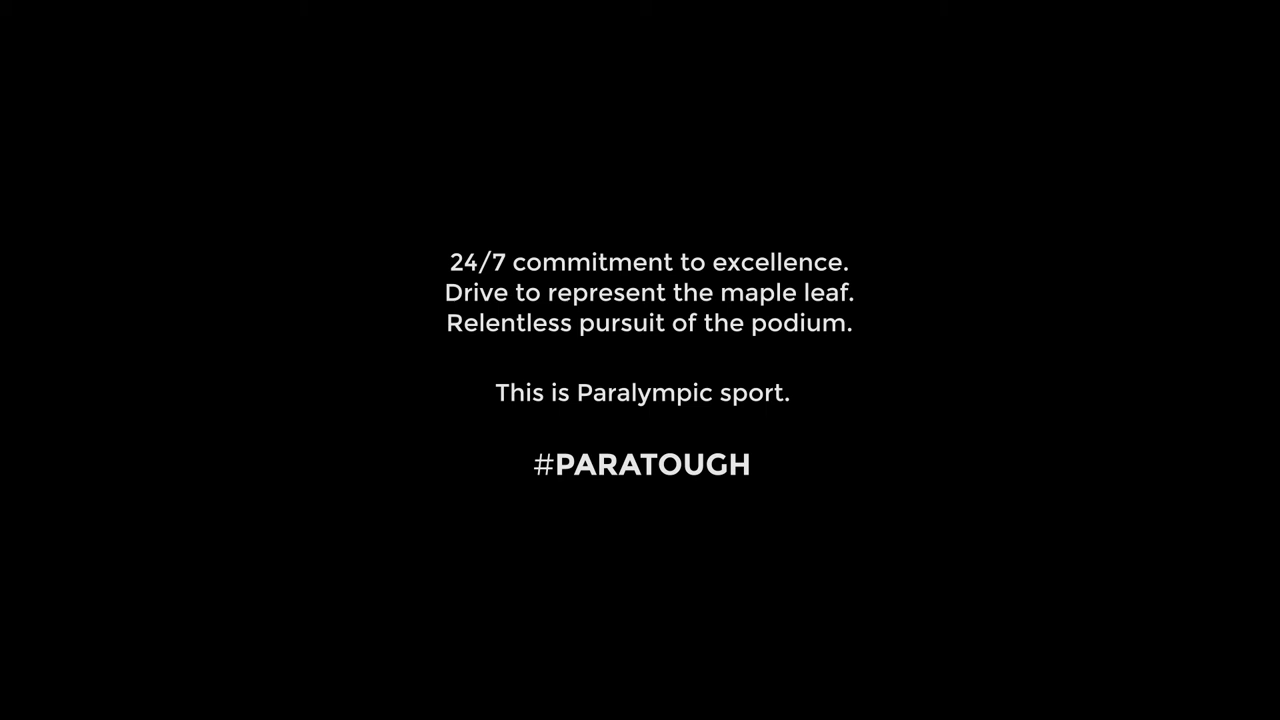 24/7 commitment to excellence.
Drive to represent the maple leaf.
Relentless pursuit of the podium.
This is Paralympic sport.
#PARATOUGH